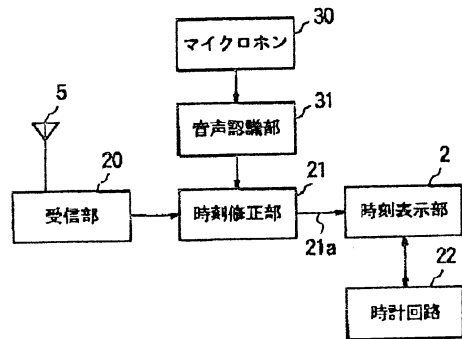 30
マイクロホン
31
音声認識部
5
20
受信部
21
時刻修正部
21a
2
時刻表示部
22
時計回路